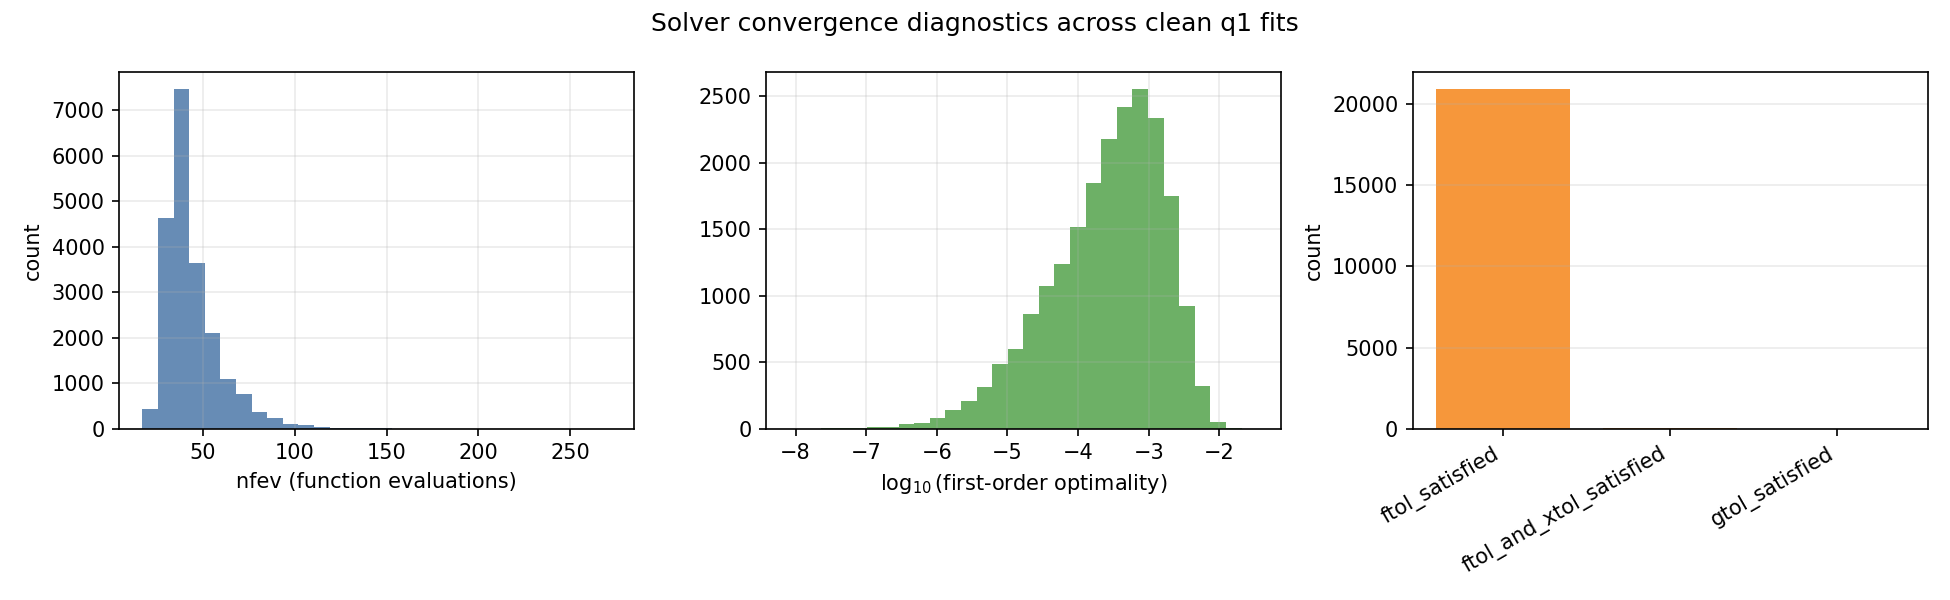 Solver convergence diagnostics across clean q1 fits
7000
6000
5000
4000
3000
2000
1000
0
count
50 100 150 200 250
nfev (function evaluations)
2500
2000
1500
1000
500
0
−8 −7 −6 −5 −4 −3 −2
log₁₀(first-order optimality)
20000
15000
10000
5000
0
count
ftol_satisfied
ftol_and_xtol_satisfied
gtol_satisfied